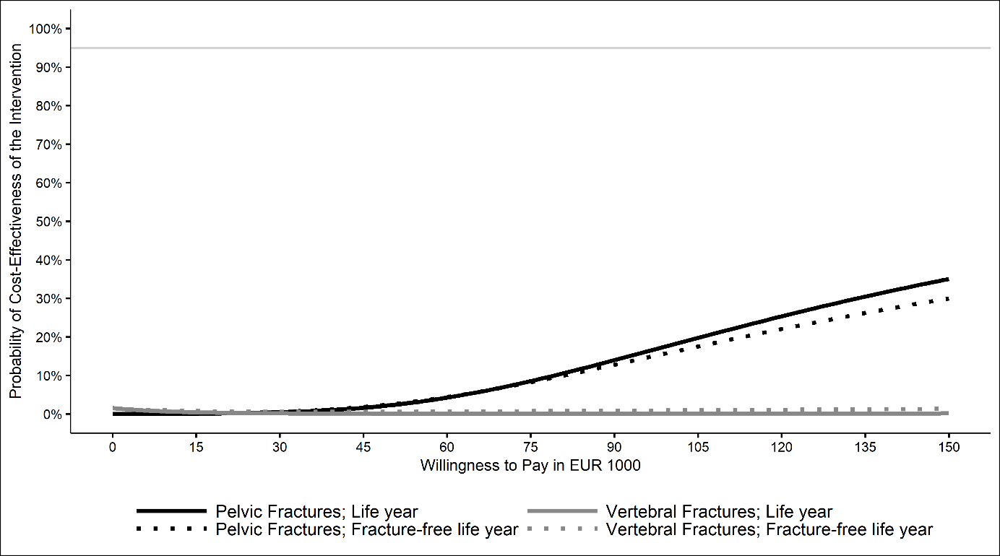 Probability of Cost-Effectiveness of the Intervention
100%
90%
80%
70%
60%
50%
40%
30%
20%
10%
0%
0 15 30 45 60 75 90 105 120 135 150
Willingness to Pay in EUR 1000
Pelvic Fractures; Life year
Pelvic Fractures; Fracture-free life year
Vertebral Fractures; Life year
Vertebral Fractures; Fracture-free life year